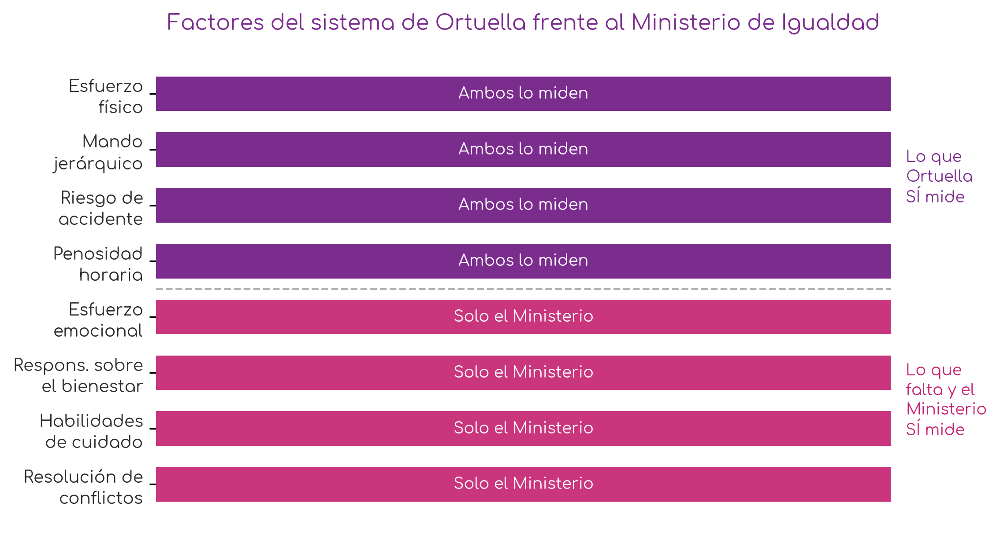 Factores del sistema de Ortuella frente al Ministerio de Igualdad
Esfuerzo
físico
Ambos lo miden
Mando
jerárquico
Ambos lo miden
Riesgo de
accidente
Ambos lo miden
Penosidad
horaria
Ambos lo miden
Lo que
Ortuella
SÍ mide
Esfuerzo
emocional
Solo el Ministerio
Respons. sobre
el bienestar
Solo el Ministerio
Habilidades
de cuidado
Solo el Ministerio
Resolución de
conflictos
Solo el Ministerio
Lo que
falta y el
Ministerio
SÍ mide